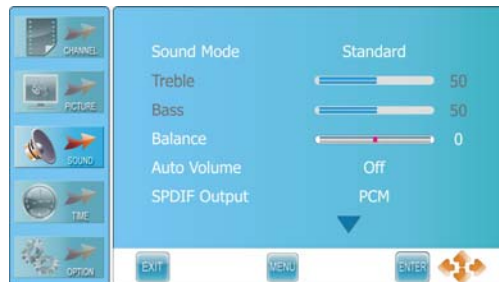 CHANNEL
PICTURE
SOUND
TIME
OPTION
Sound Mode Standard
Treble 50
Bass 50
Balance 0
Auto Volume Off
SPDIF Output PCM
EXIT MENU ENTER